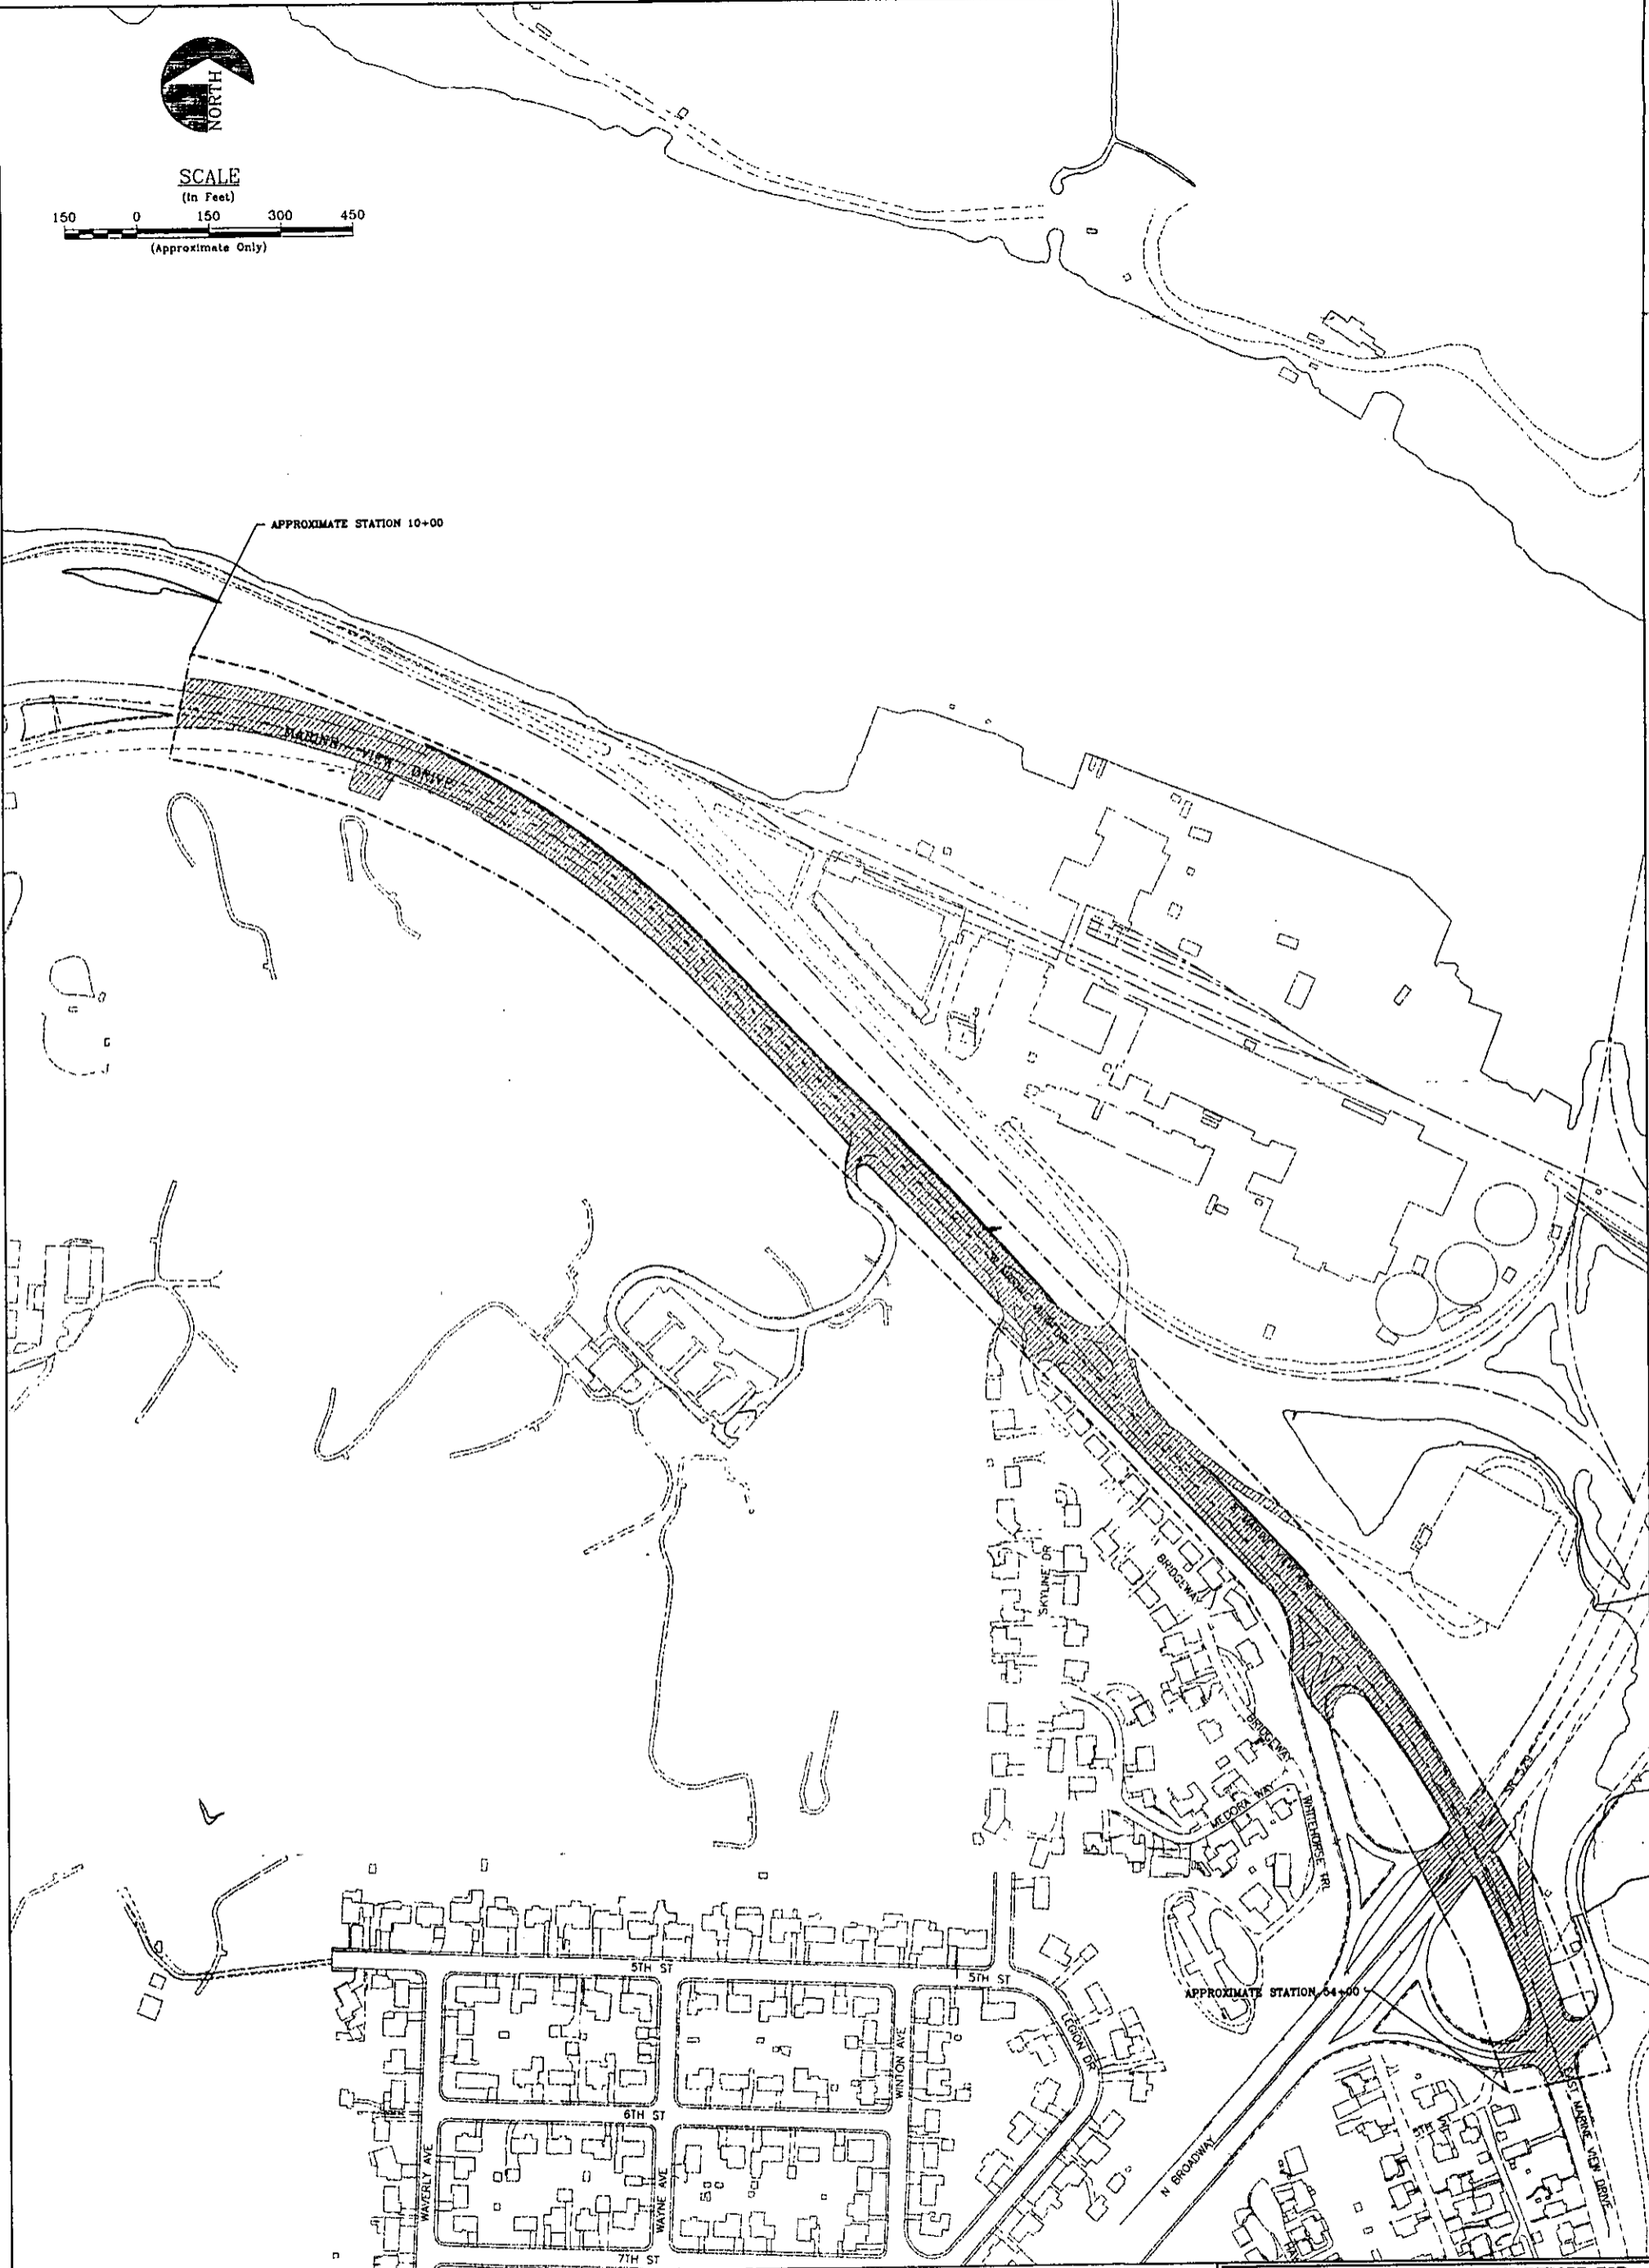 NORTH
SCALE
(In Feet)
150 0 150 300 450
(Approximate Only)
APPROXIMATE STATION 10+00
MARINE VIEW DRIVE
SKYLINE DR
BRIDGEWAY
BRIDGEWAY
MEDORA WAY
WHITEHORSE TRL
5TH ST
5TH ST
APPROXIMATE STATION 54+00
LEGION DR
WINTON AVE
6TH ST
WAVERLY AVE
WAYNE AVE
N BROADWAY
EAST MARINE VIEW DRIVE
7TH ST